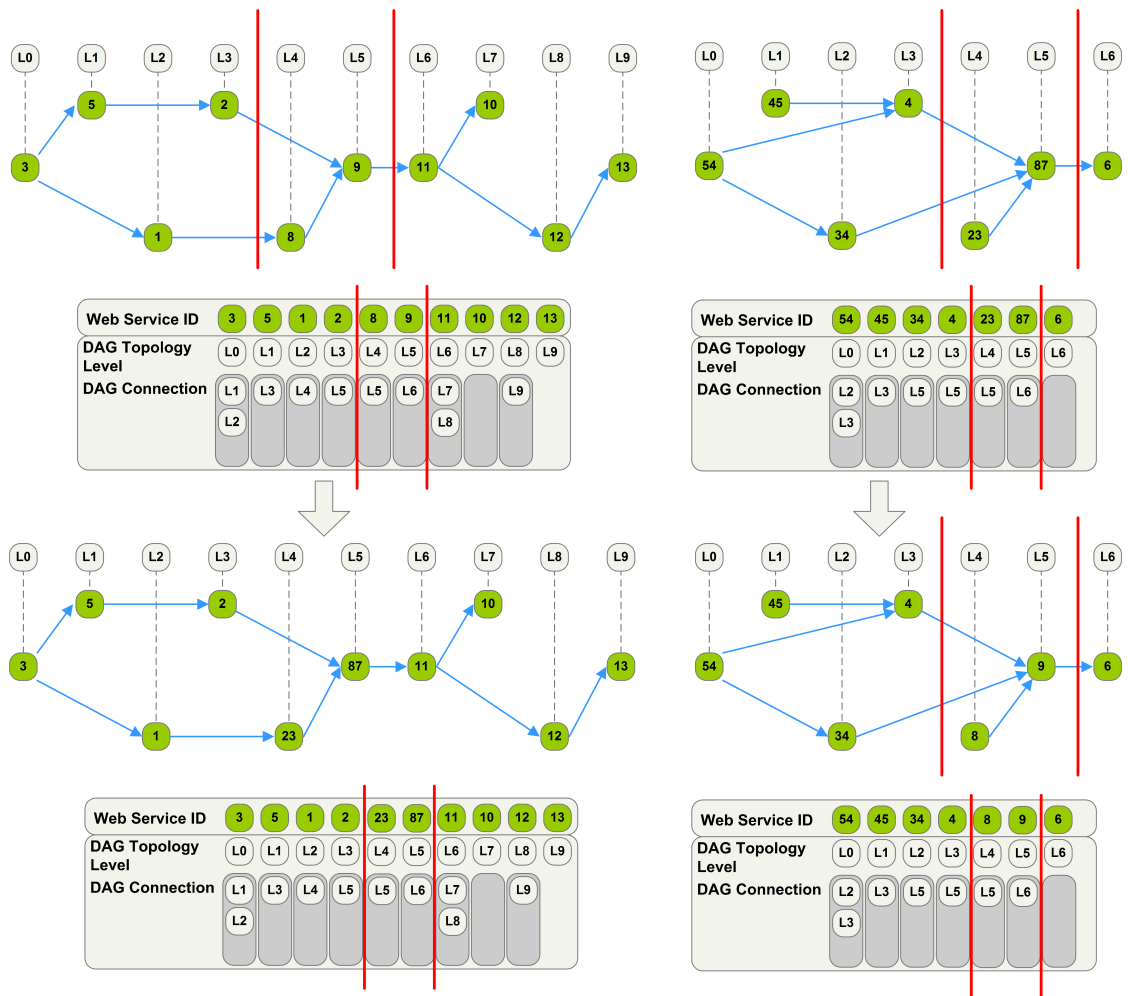 L0 L1 L2 L3 L4 L5 L6 L7 L8 L9
5 2 10
3 9 11 13
1 8 12
Web Service ID 3 5 1 2 8 9 11 10 12 13
DAG Topology L0 L1 L2 L3 L4 L5 L6 L7 L8 L9
Level
DAG Connection L1 L3 L4 L5 L5 L6 L7 L9
L2 L8
L0 L1 L2 L3 L4 L5 L6
45 4
54 87 6
34 23
Web Service ID 54 45 34 4 23 87 6
DAG Topology L0 L1 L2 L3 L4 L5 L6
Level
DAG Connection L2 L3 L5 L5 L5 L6
L3
L0 L1 L2 L3 L4 L5 L6 L7 L8 L9
5 2 10
3 87 11 13
1 23 12
Web Service ID 3 5 1 2 23 87 11 10 12 13
DAG Topology L0 L1 L2 L3 L4 L5 L6 L7 L8 L9
Level
DAG Connection L1 L3 L4 L5 L5 L6 L7 L9
L2 L8
L0 L1 L2 L3 L4 L5 L6
45 4
54 9 6
34 8
Web Service ID 54 45 34 4 8 9 6
DAG Topology L0 L1 L2 L3 L4 L5 L6
Level
DAG Connection L2 L3 L5 L5 L5 L6
L3